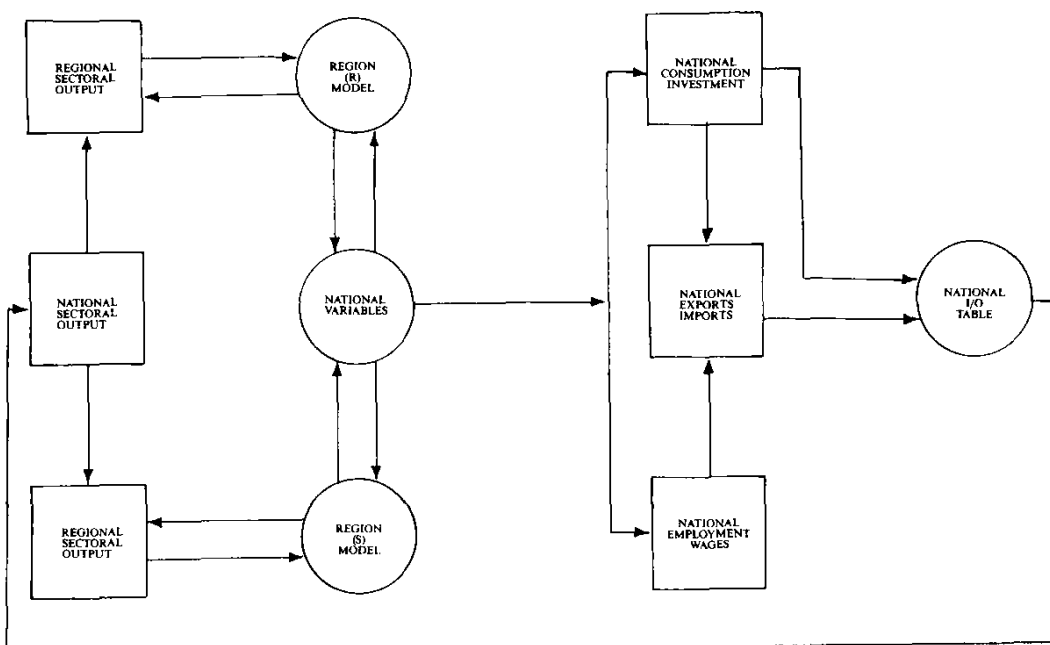 REGIONAL
SECTORAL
OUTPUT
REGION
(R)
MODEL
NATIONAL
CONSUMPTION
INVESTMENT
NATIONAL
SECTORAL
OUTPUT
NATIONAL
VARIABLES
NATIONAL
EXPORTS
IMPORTS
NATIONAL
I/O
TABLE
REGIONAL
SECTORAL
OUTPUT
REGION
(S)
MODEL
NATIONAL
EMPLOYMENT
WAGES